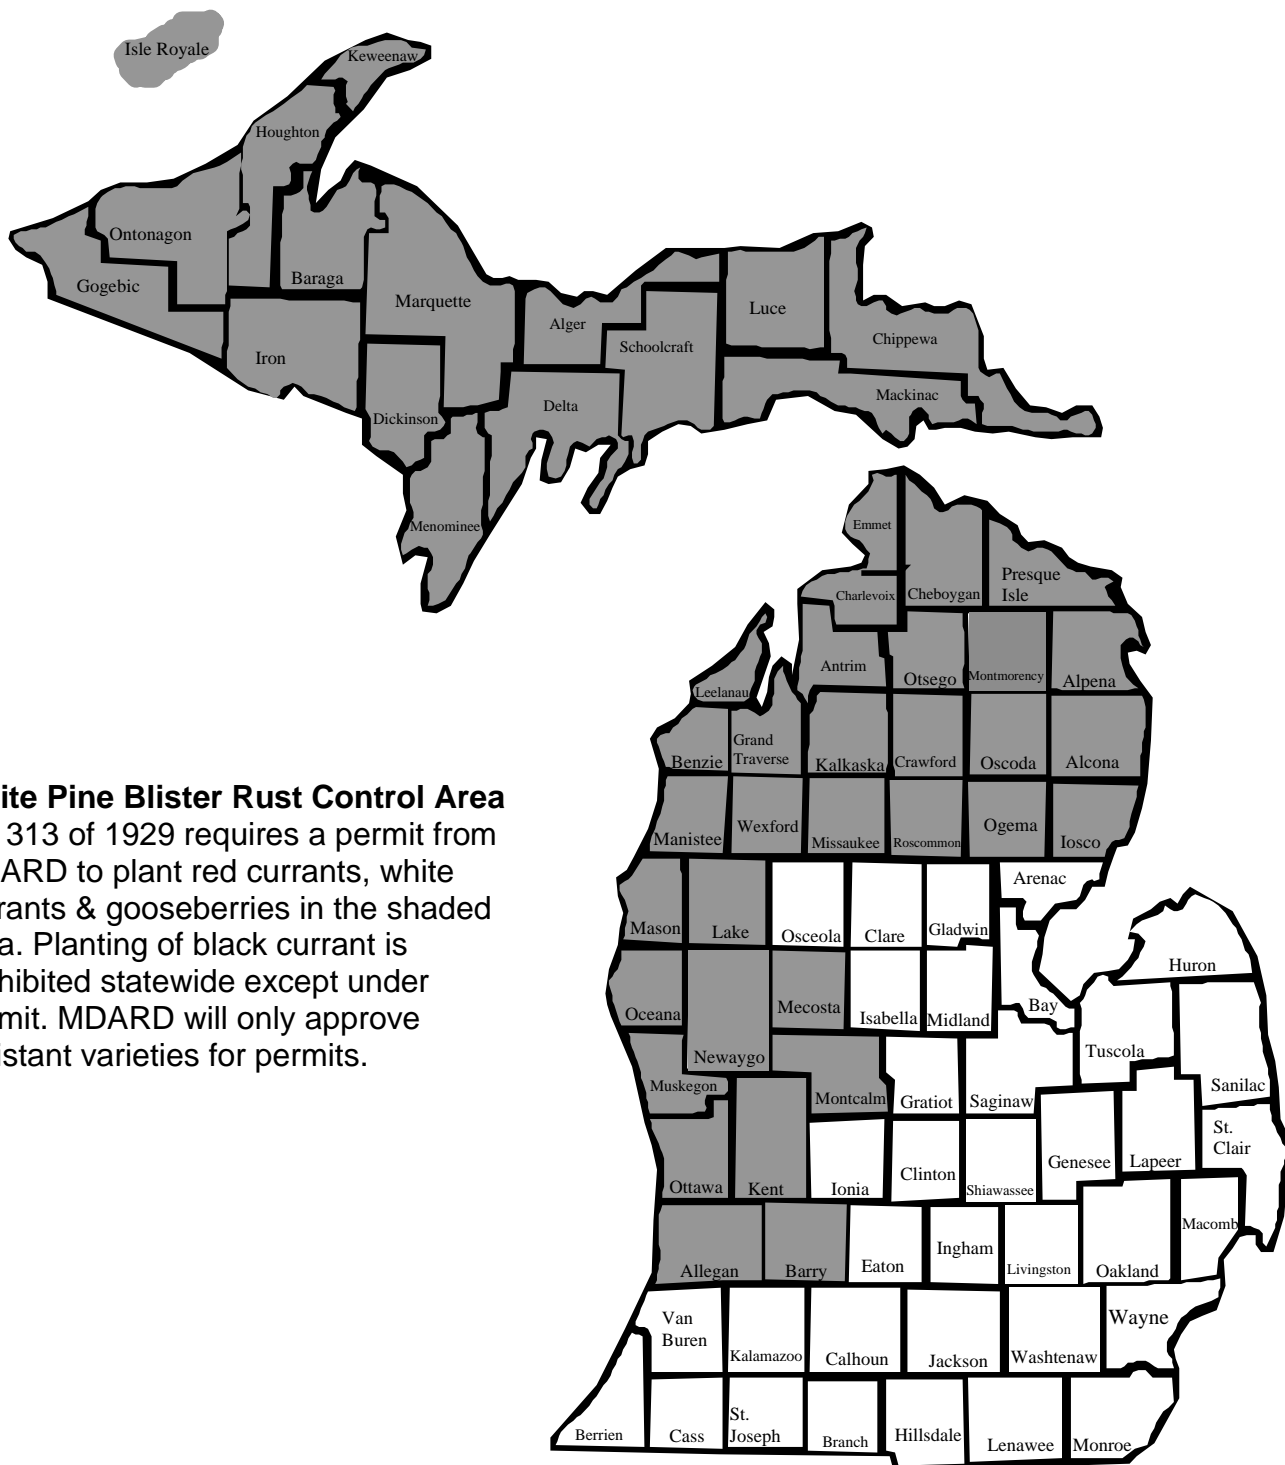 Isle Royale
Keweenaw
Houghton
Ontonagon
Gogebic
Baraga
Marquette
Iron
Dickinson
Menominee
Alger
Schoolcraft
Delta
Luce
Chippewa
Mackinac
Emmet
Charlevoix
Cheboygan
Presque
Isle
Leelanau
Antrim
Otsego
Montmorency
Alpena
Benzie
Grand
Traverse
Kalkaska
Crawford
Oscoda
Alcona
Manistee
Wexford
Missaukee
Roscommon
Ogema
Iosco
ite Pine Blister Rust Control Area
313 of 1929 requires a permit from
ARD to plant red currants, white
rants & gooseberries in the shaded
a. Planting of black currant is
hibited statewide except under
mit. MDARD will only approve
istant varieties for permits.
Mason
Lake
Osceola
Clare
Gladwin
Arenac
Oceana
Newaygo
Mecosta
Isabella
Midland
Bay
Huron
Tuscola
Sanilac
Muskegon
Montcalm
Gratiot
Saginaw
Genesee
Lapeer
St.
Clair
Ottawa
Kent
Ionia
Clinton
Shiawassee
Allegan
Barry
Eaton
Ingham
Livingston
Oakland
Macomb
Van
Buren
Kalamazoo
Calhoun
Jackson
Washtenaw
Wayne
Berrien
Cass
St.
Joseph
Branch
Hillsdale
Lenawee
Monroe